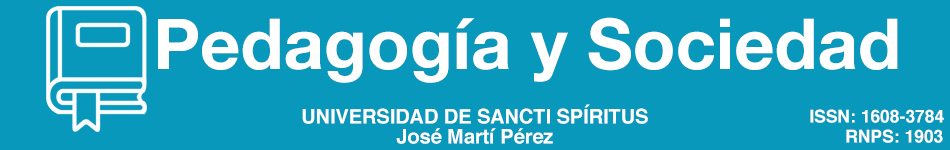 Pedagogía y Sociedad
UNIVERSIDAD DE SANCTI SPÍRITUS
José Martí Pérez
ISSN: 1608-3784
RNPS: 1903